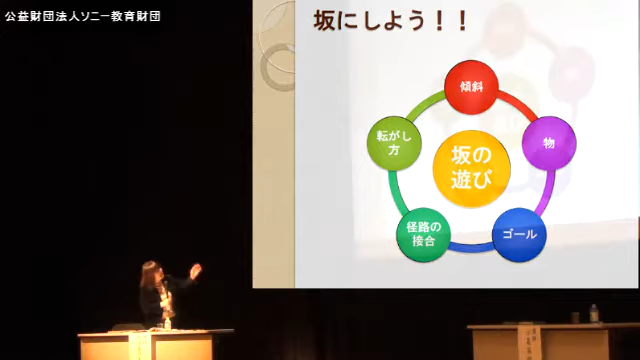 公益財団法人ソニー教育財団
坂にしよう！！
傾斜
転がし
方
物
坂の
遊び
径路の
接合
ゴール